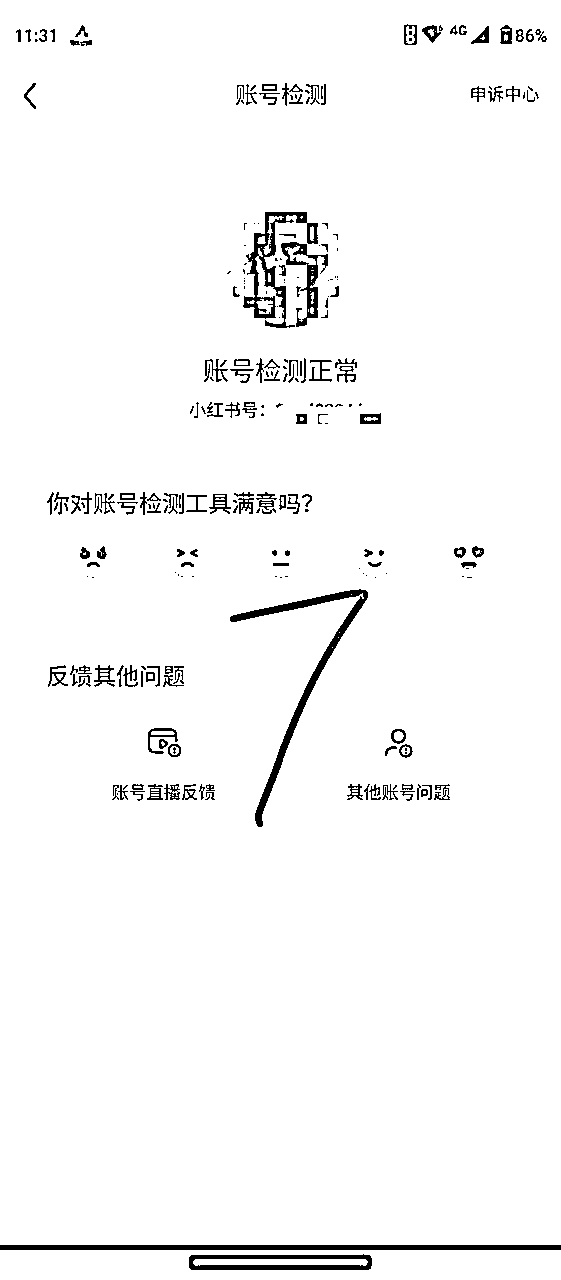 11:31
4G
86%
账号检测
申诉中心
账号检测正常
小红书号：
你对账号检测工具满意吗?
反馈其他问题
账号直播反馈
其他账号问题